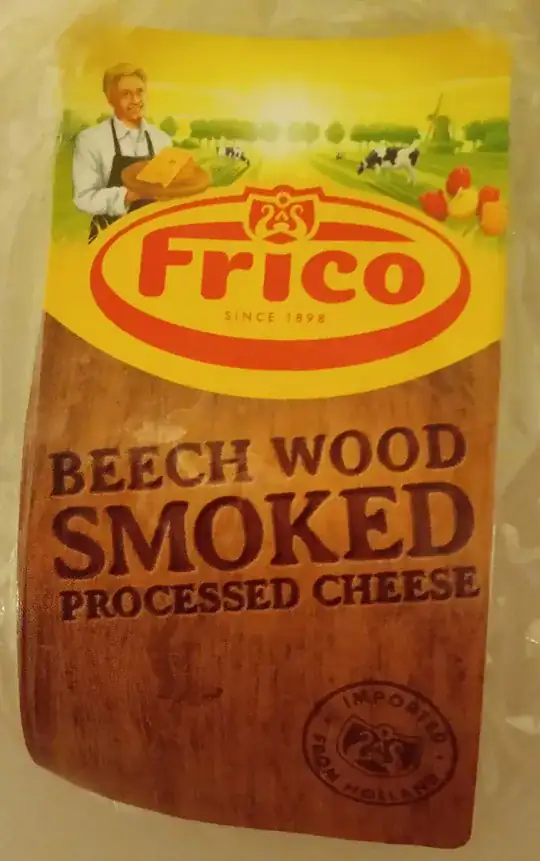 Frico
SINCE 1898
BEECH WOOD
SMOKED
PROCESSED CHEESE
IMPORTED
FROM HOLLAND